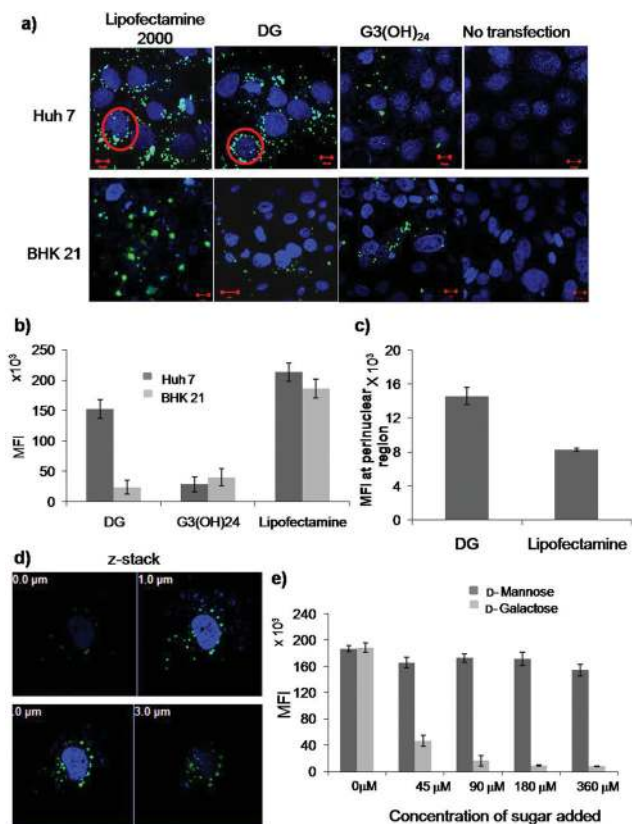 a)
Lipofectamine 2000
DG
G3(OH)24
No transfection
Huh 7
BHK 21
b)
x10³
250
200
150
100
50
0
MFI
Huh 7
BHK 21
DG
G3(OH)24
Lipofectamine
c)
MFI at perinuclear region X 10³
16
12
8
4
0
DG
Lipofectamine
d)
z-stack
0.0 µm
1.0 µm
.0 µm
3.0 µm
e)
D-Mannose
D-Galactose
x 10³
240
200
160
120
80
40
0
MFI
0µM
45 µM
90 µM
180 µM
360 µM
Concentration of sugar added